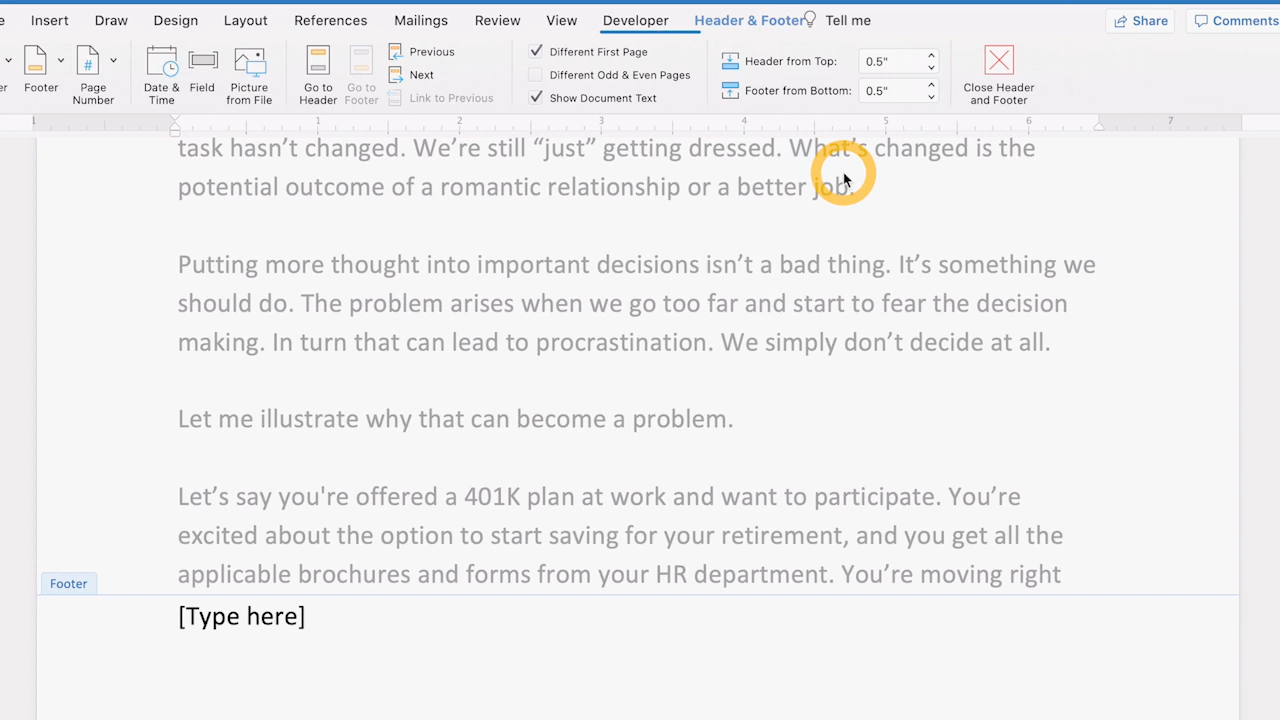 Insert Draw Design Layout References Mailings Review View Developer Header & Footer Tell me Share Comments
Footer
Page Number
Date & Time
Field
Picture from File
Go to Header
Go to Footer
Previous
Next
Link to Previous
Different First Page
Different Odd & Even Pages
Show Document Text
Header from Top: 0.5"
Footer from Bottom: 0.5"
Close Header and Footer
1 1 2 3 4 5 6 7
task hasn’t changed. We’re still “just” getting dressed. What’s changed is the
potential outcome of a romantic relationship or a better job.
Putting more thought into important decisions isn’t a bad thing. It’s something we
should do. The problem arises when we go too far and start to fear the decision
making. In turn that can lead to procrastination. We simply don’t decide at all.
Let me illustrate why that can become a problem.
Let’s say you're offered a 401K plan at work and want to participate. You’re
excited about the option to start saving for your retirement, and you get all the
applicable brochures and forms from your HR department. You’re moving right
Footer
[Type here]